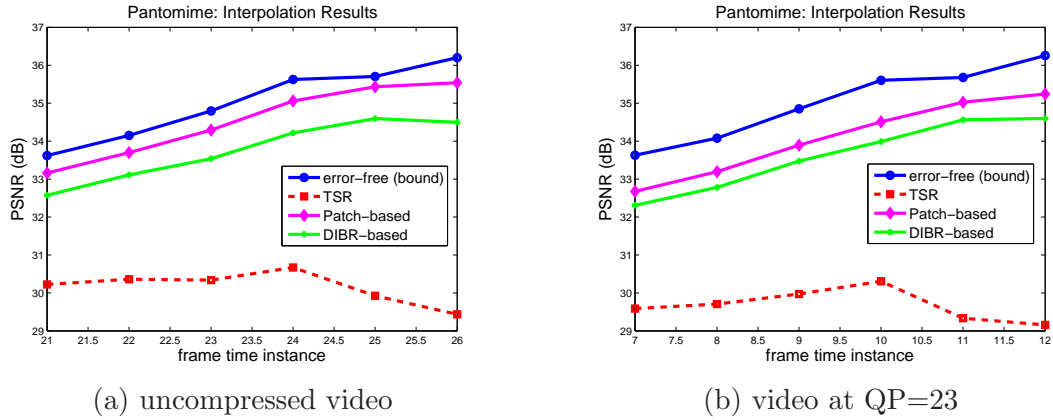 Pantomime: Interpolation Results
37
36
35
34
33
32
31
30
29
PSNR (dB)
error−free (bound)
TSR
Patch−based
DIBR−based
21 21.5 22 22.5 23 23.5 24 24.5 25 25.5 26
frame time instance
(a) uncompressed video
Pantomime: Interpolation Results
37
36
35
34
33
32
31
30
29
PSNR (dB)
error−free (bound)
TSR
Patch−based
DIBR−based
7 7.5 8 8.5 9 9.5 10 10.5 11 11.5 12
frame time instance
(b) video at QP=23